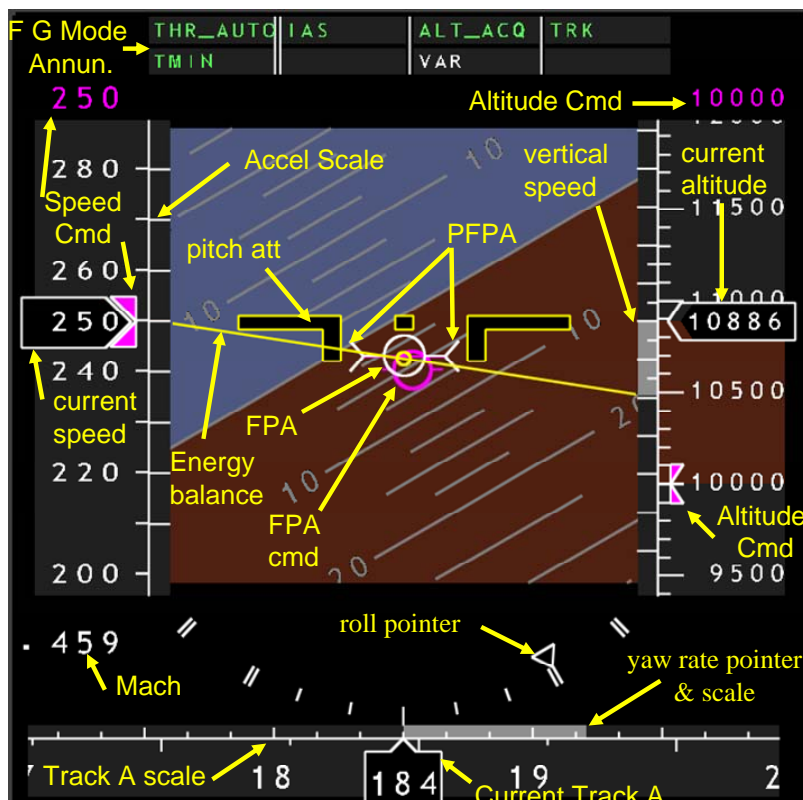 F G Mode
Annun.
THR_AUTO IAS ALT_ACQ TRK
TMIN VAR
250
Altitude Cmd
10000
280
Accel Scale
10
vertical
speed
current
altitude
11500
Speed
Cmd
pitch att
PFPA
260
10
11000
250
10886
10
240
current
speed
FPA
10500
20
Energy
balance
220
10
FPA
cmd
10000
Altitude
Cmd
200
20
9500
. 459
Mach
roll pointer
yaw rate pointer
& scale
Track A scale
18
184
19
2
Current Track A